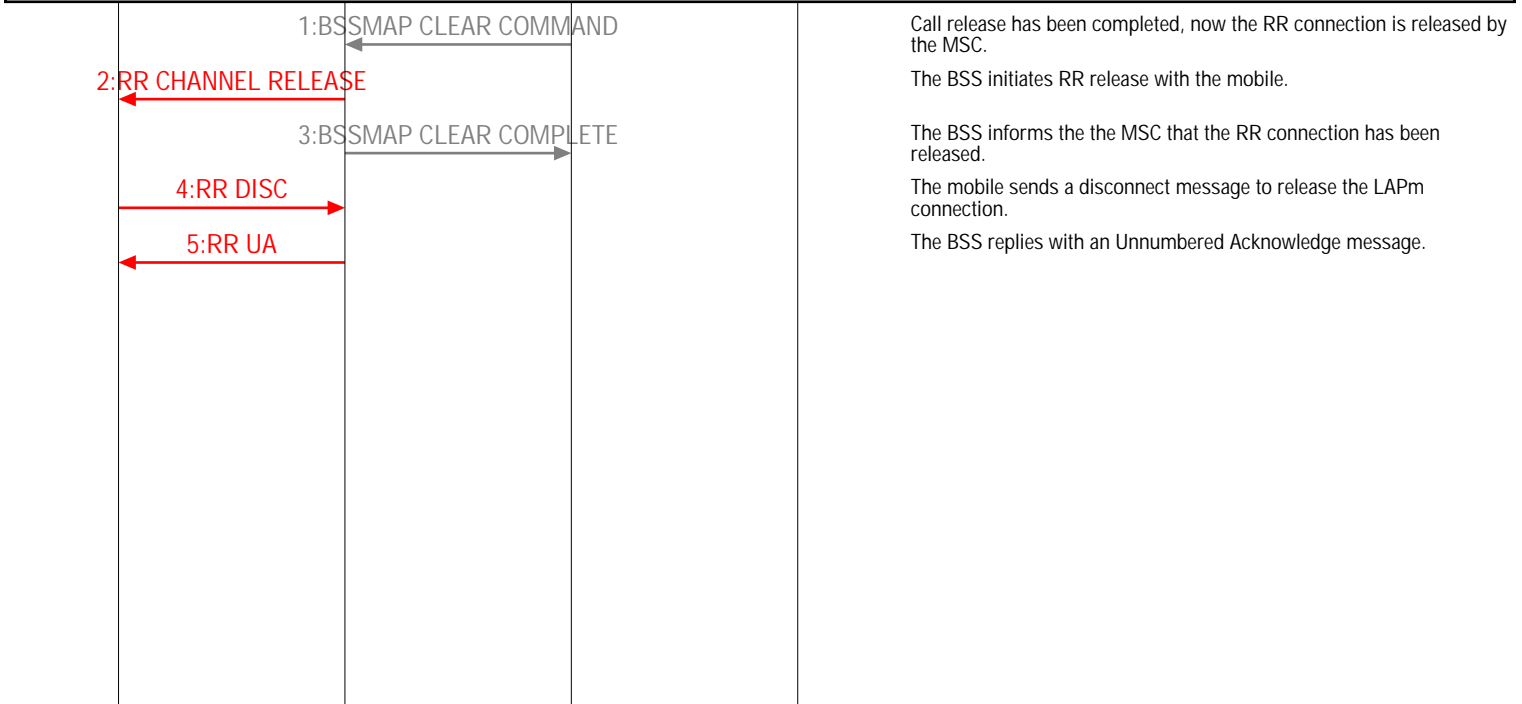 1:BSSMAP CLEAR COMMAND
Call release has been completed, now the RR connection is released by
the MSC.
2:RR CHANNEL RELEASE
The BSS initiates RR release with the mobile.
3:BSSMAP CLEAR COMPLETE
The BSS informs the the MSC that the RR connection has been
released.
4:RR DISC
The mobile sends a disconnect message to release the LAPm
connection.
5:RR UA
The BSS replies with an Unnumbered Acknowledge message.